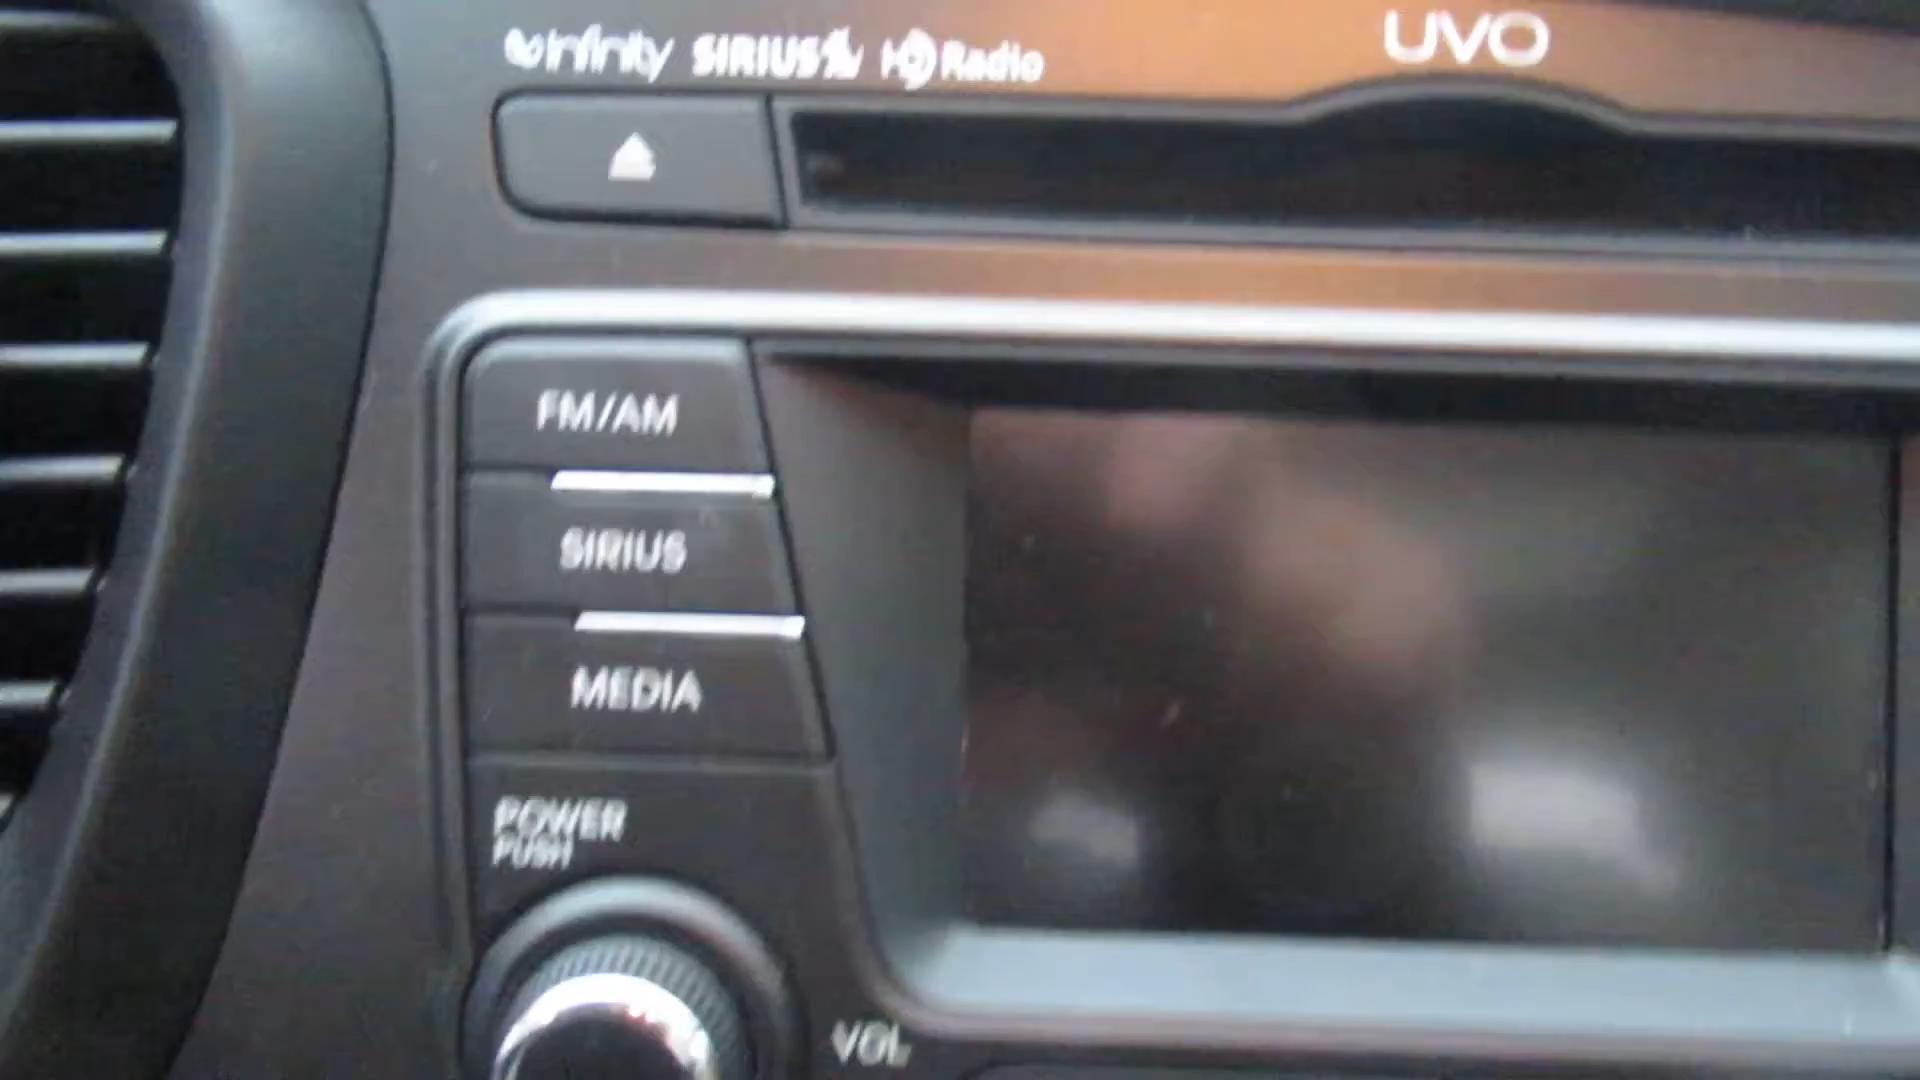 infinity SIRIUS HD Radio
UVO
FM/AM
SIRIUS
MEDIA
POWER
PUSH
VOL